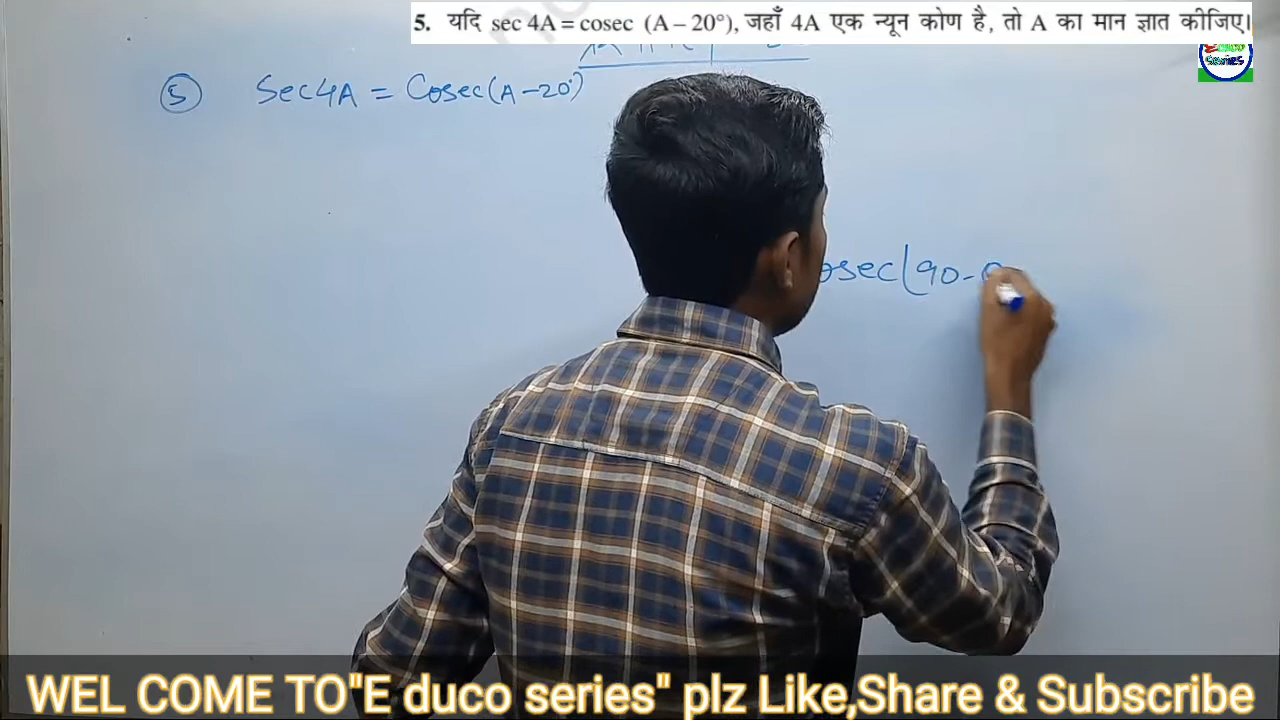 5. यदि sec 4A = cosec (A – 20°), जहाँ 4A एक न्यून कोण है, तो A का मान ज्ञात कीजिए।
series
5 Sec4A = Cosec(A-20°)
osec(90-
WEL COME TO"E duco series" plz Like,Share & Subscribe